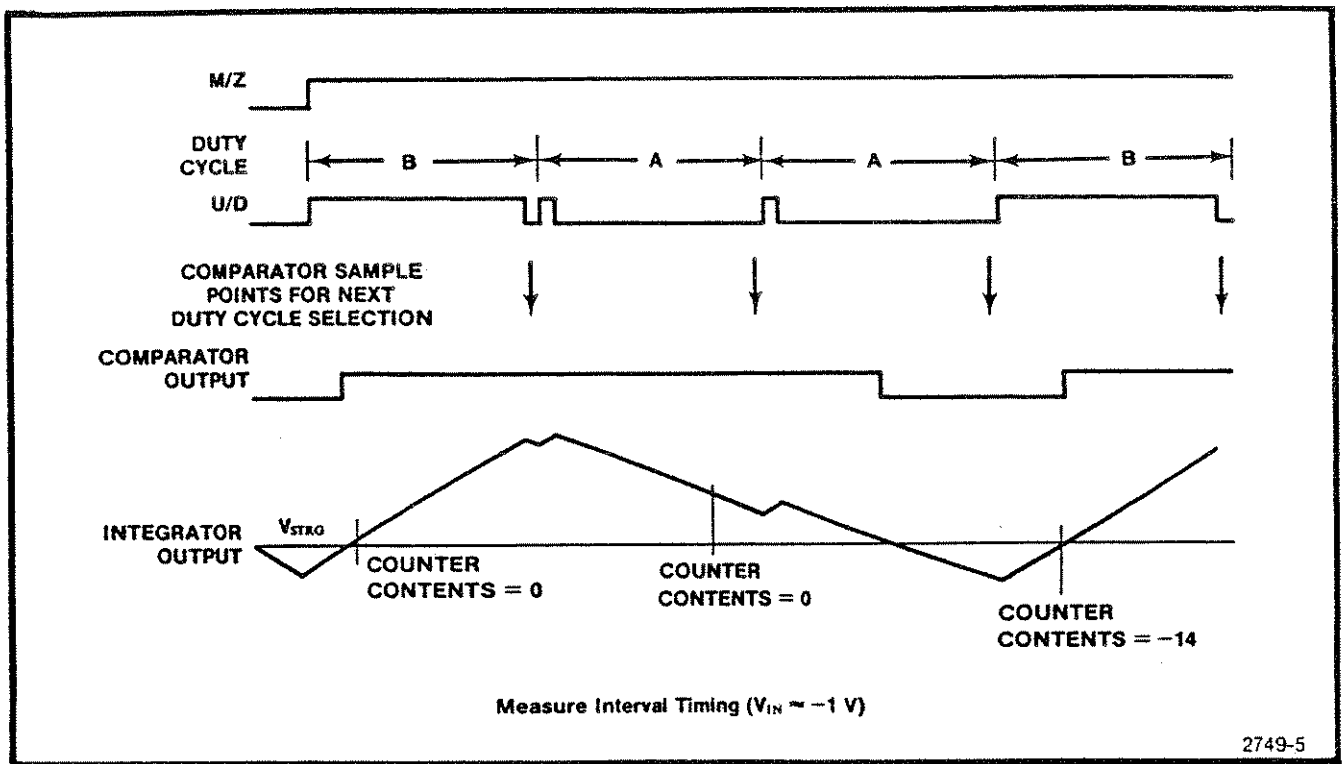 M/Z
DUTY
CYCLE
B
A
A
B
U/D
COMPARATOR SAMPLE
POINTS FOR NEXT
DUTY CYCLE SELECTION
COMPARATOR
OUTPUT
INTEGRATOR
OUTPUT
VSTRG
COUNTER
CONTENTS = 0
COUNTER
CONTENTS = 0
COUNTER
CONTENTS = −14
Measure Interval Timing (VIN ≈ −1 V)
2749-5